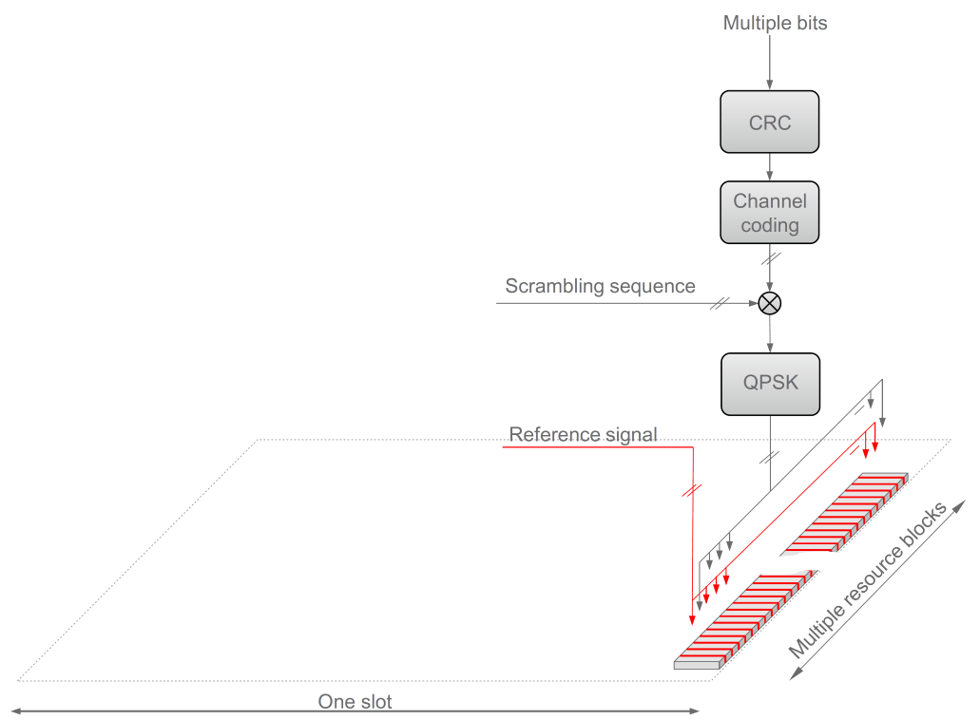 Multiple bits
CRC
Channel
coding
Scrambling sequence
QPSK
Reference signal
Multiple resource blocks
One slot